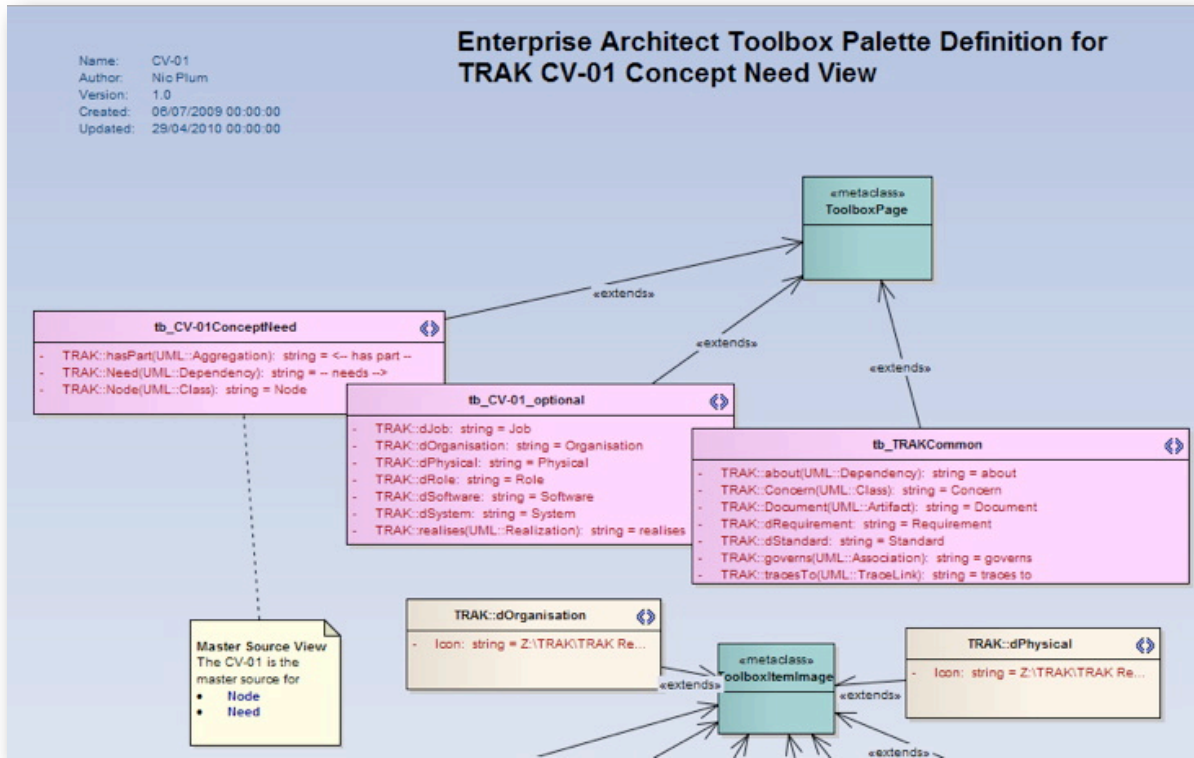 Enterprise Architect Toolbox Palette Definition for
TRAK CV-01 Concept Need View
Name: CV-01
Author: Nic Plum
Version: 1.0
Created: 06/07/2009 00:00:00
Updated: 29/04/2010 00:00:00
«metaclass»
ToolboxPage
«extends»
«extends»
«extends»
tb_CV-01ConceptNeed
- TRAK::hasPart(UML::Aggregation): string = <-- has part --
- TRAK::Need(UML::Dependency): string = -- needs -->
- TRAK::Node(UML::Class): string = Node
tb_CV-01_optional
- TRAK::dJob: string = Job
- TRAK::dOrganisation: string = Organisation
- TRAK::dPhysical: string = Physical
- TRAK::dRole: string = Role
- TRAK::dSoftware: string = Software
- TRAK::dSystem: string = System
- TRAK::realises(UML::Realization): string = realises
tb_TRAKCommon
- TRAK::about(UML::Dependency): string = about
- TRAK::Concern(UML::Class): string = Concern
- TRAK::Document(UML::Artifact): string = Document
- TRAK::dRequirement: string = Requirement
- TRAK::dStandard: string = Standard
- TRAK::governs(UML::Association): string = governs
- TRAK::tracesTo(UML::TraceLink): string = traces to
Master Source View
The CV-01 is the
master source for
• Node
• Need
TRAK::dOrganisation
- Icon: string = Z:\TRAK\TRAK Re...
«metaclass»
oolboxItemImage
«extends»
«extends»
TRAK::dPhysical
- Icon: string = Z:\TRAK\TRAK Re...
«extends»